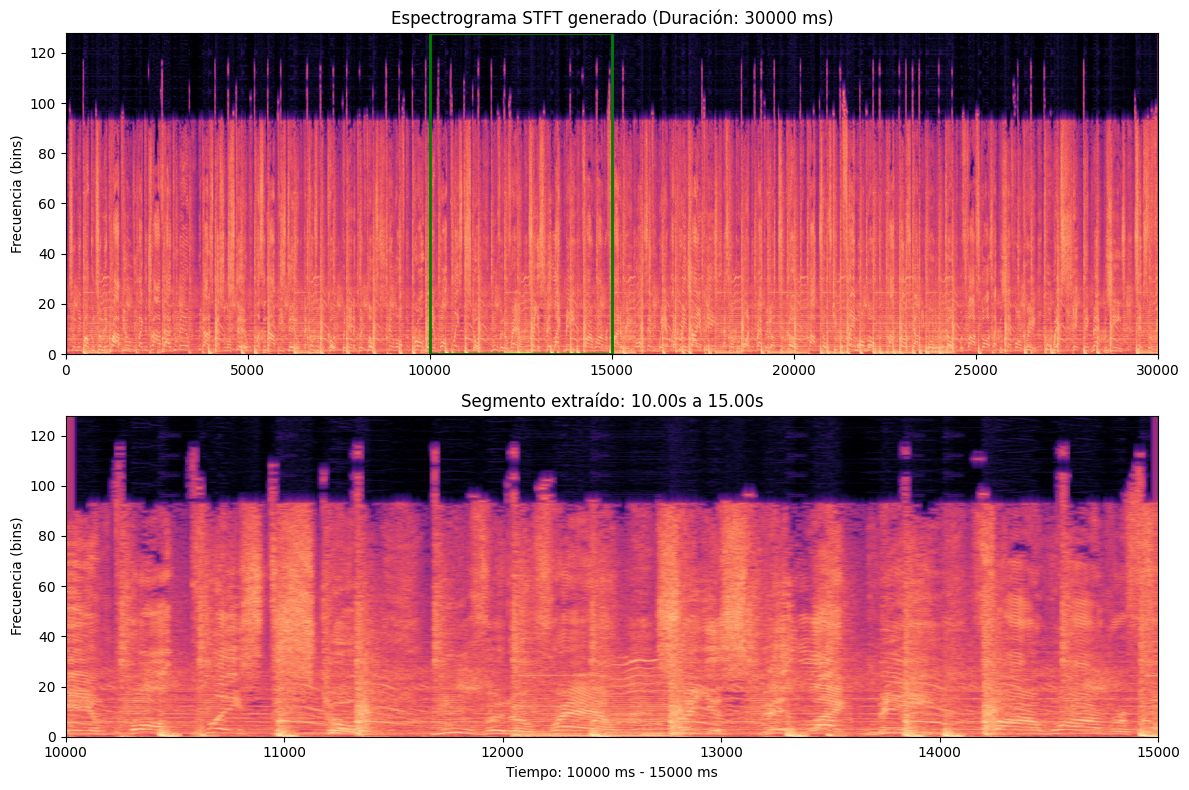 Espectrograma STFT generado (Duración: 30000 ms)
120
100
80
60
40
20
0
Frecuencia (bins)
0 5000 10000 15000 20000 25000 30000
Segmento extraído: 10.00s a 15.00s
120
100
80
60
40
20
0
Frecuencia (bins)
10000 11000 12000 13000 14000 15000
Tiempo: 10000 ms - 15000 ms